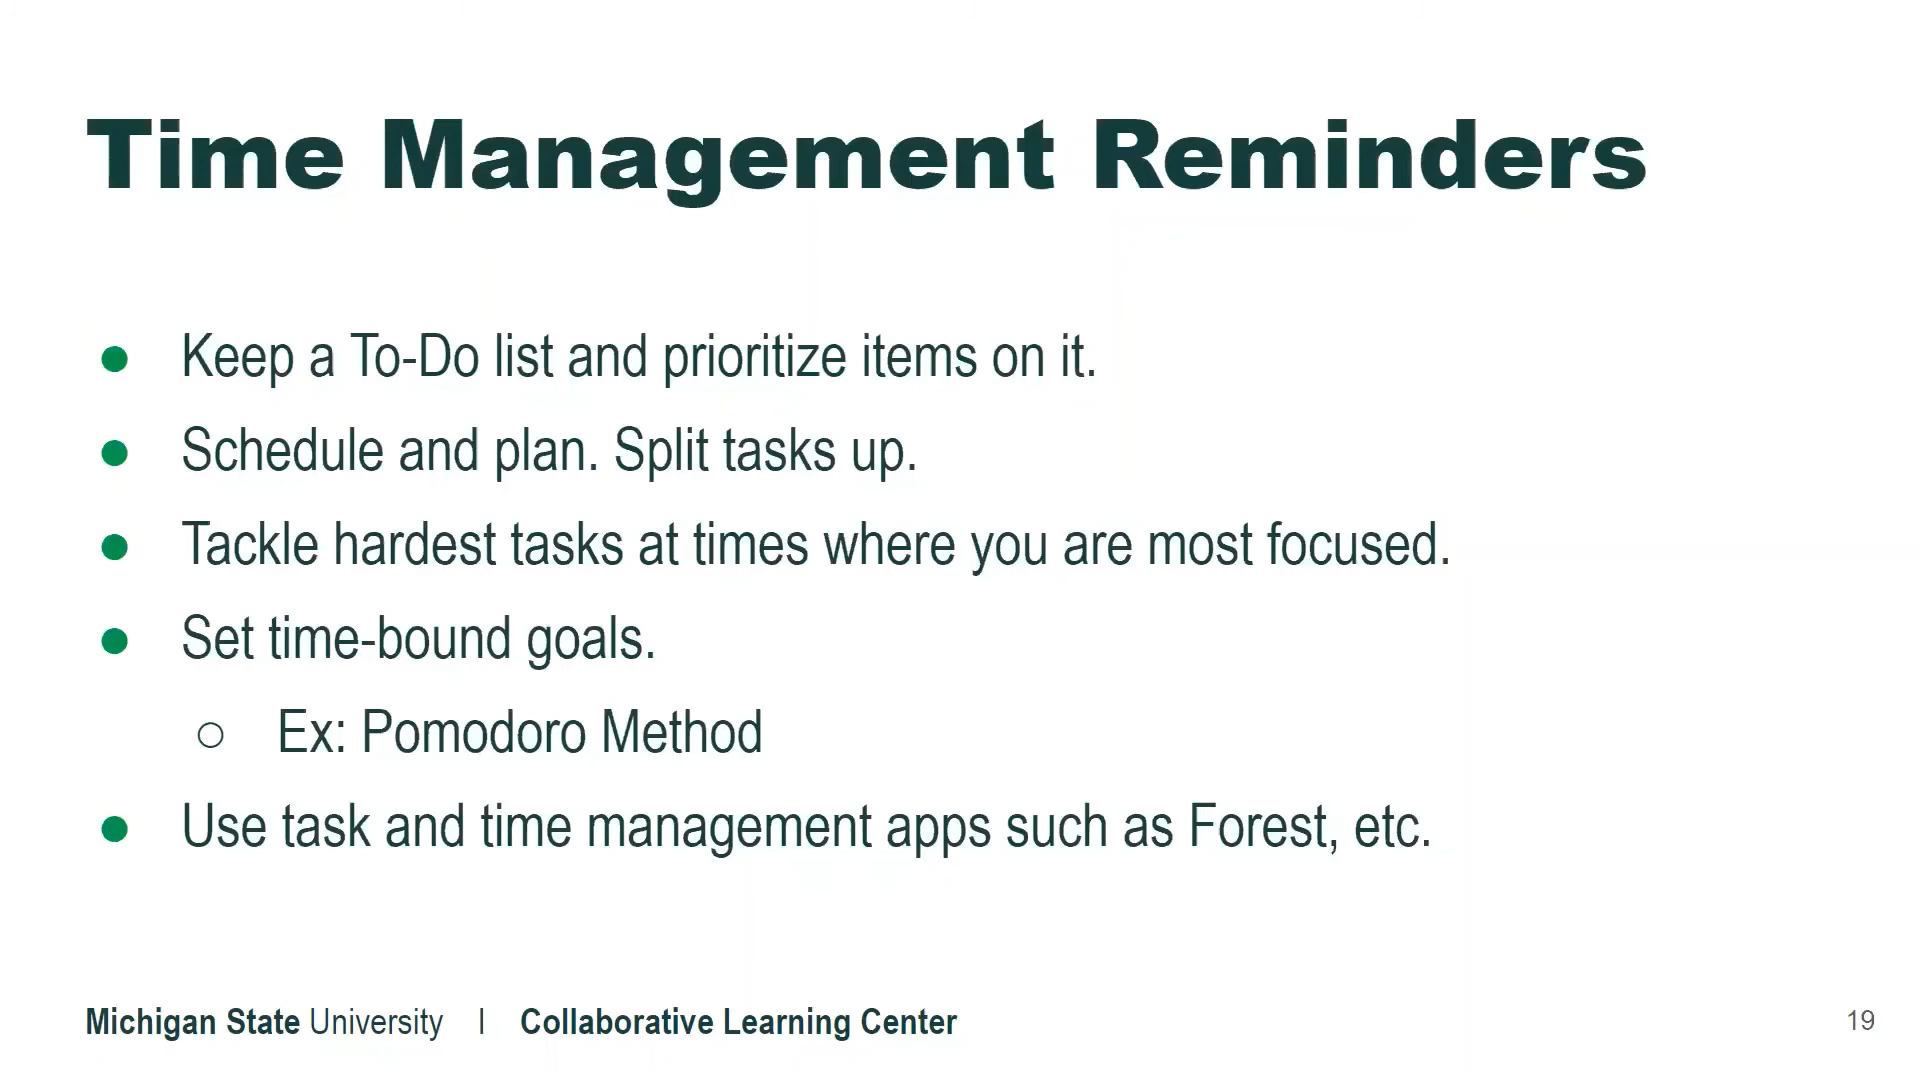 Time Management Reminders
● Keep a To-Do list and prioritize items on it.
● Schedule and plan. Split tasks up.
● Tackle hardest tasks at times where you are most focused.
● Set time-bound goals.
○ Ex: Pomodoro Method
● Use task and time management apps such as Forest, etc.
Michigan State University | Collaborative Learning Center
19